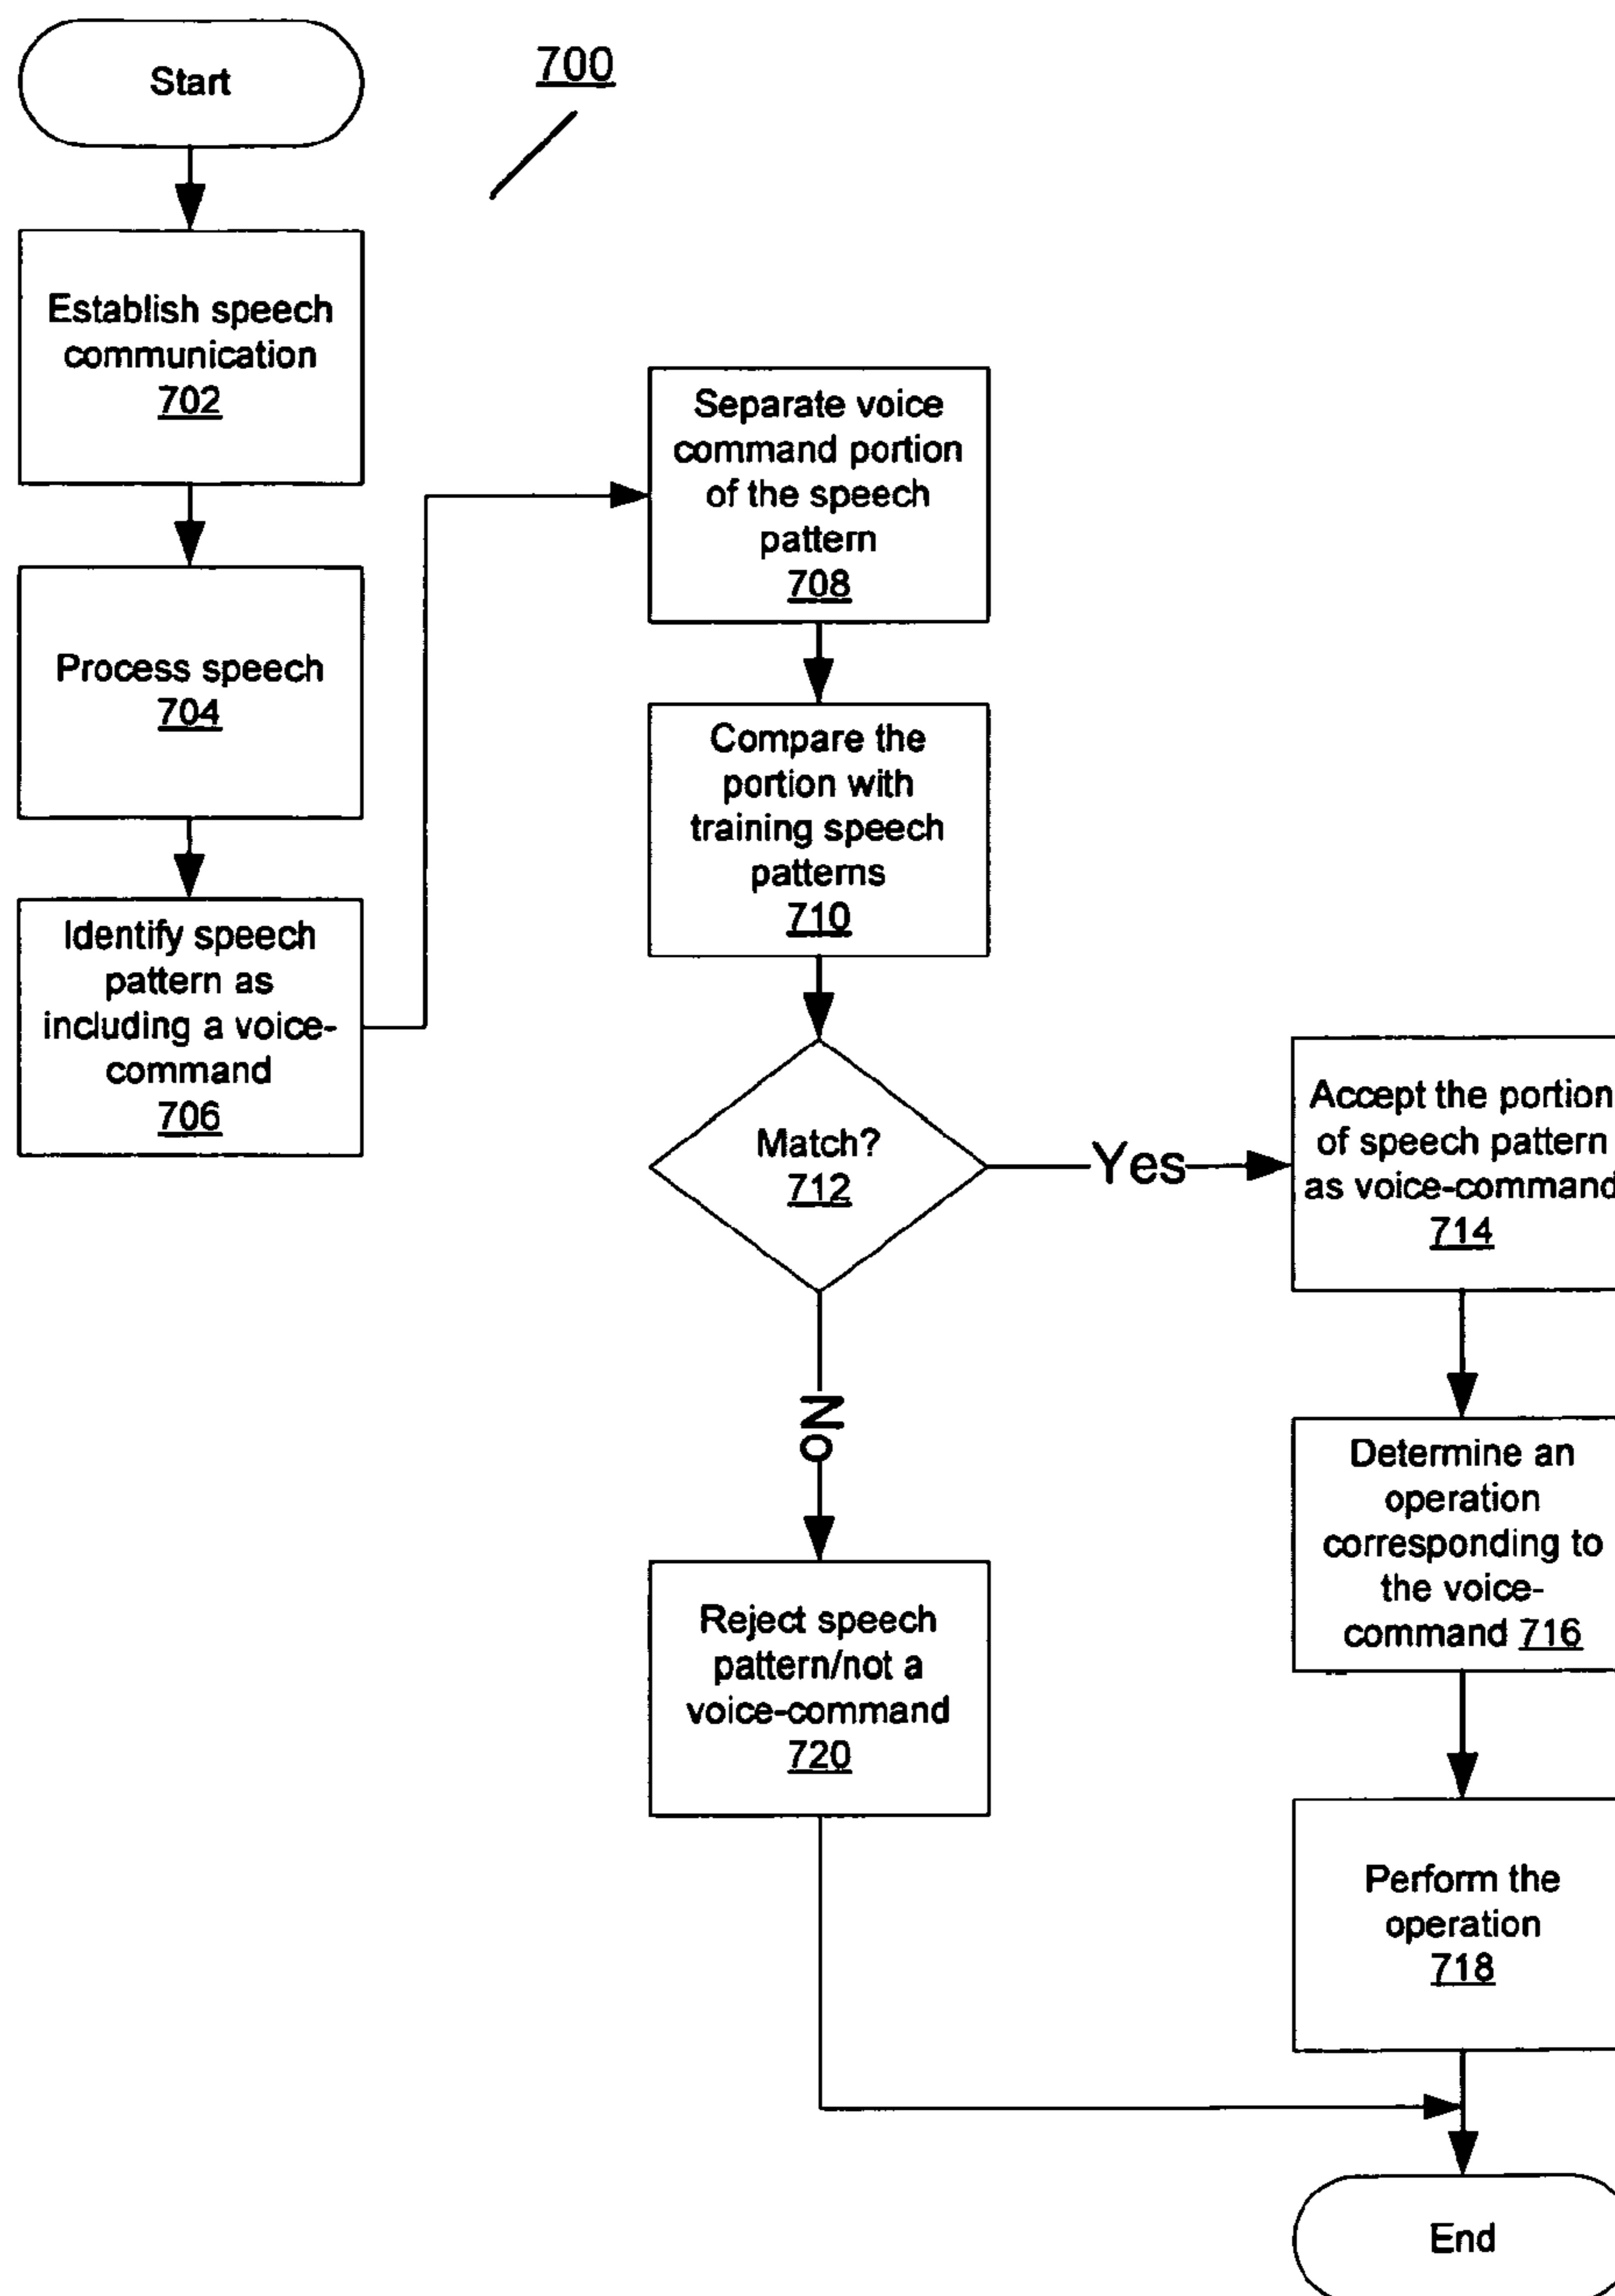 Start
700
Establish speech
communication
702
Process speech
704
Identify speech
pattern as
including a voice-
command
706
Separate voice
command portion
of the speech
pattern
708
Compare the
portion with
training speech
patterns
710
Match?
712
Yes
No
Accept the portion
of speech pattern
as voice-command
714
Determine an
operation
corresponding to
the voice-
command 716
Perform the
operation
718
Reject speech
pattern/not a
voice-command
720
End